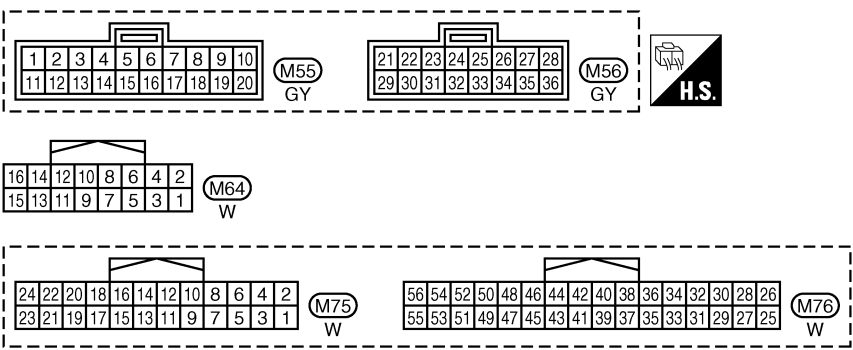 1 2 3 4 5 6 7 8 9 10
11 12 13 14 15 16 17 18 19 20
M55
GY
21 22 23 24 25 26 27 28
29 30 31 32 33 34 35 36
M56
GY
H.S.
16 14 12 10 8 6 4 2
15 13 11 9 7 5 3 1
M64
W
24 22 20 18 16 14 12 10 8 6 4 2
23 21 19 17 15 13 11 9 7 5 3 1
M75
W
56 54 52 50 48 46 44 42 40 38 36 34 32 30 28 26
55 53 51 49 47 45 43 41 39 37 35 33 31 29 27 25
M76
W